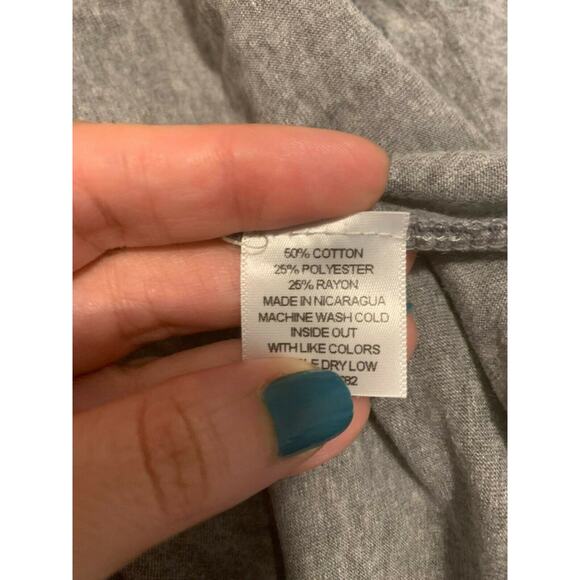 50% COTTON
25% POLYESTER
25% RAYON
MADE IN NICARAGUA
MACHINE WASH COLD
INSIDE OUT
WITH LIKE COLORS
DRY LOW